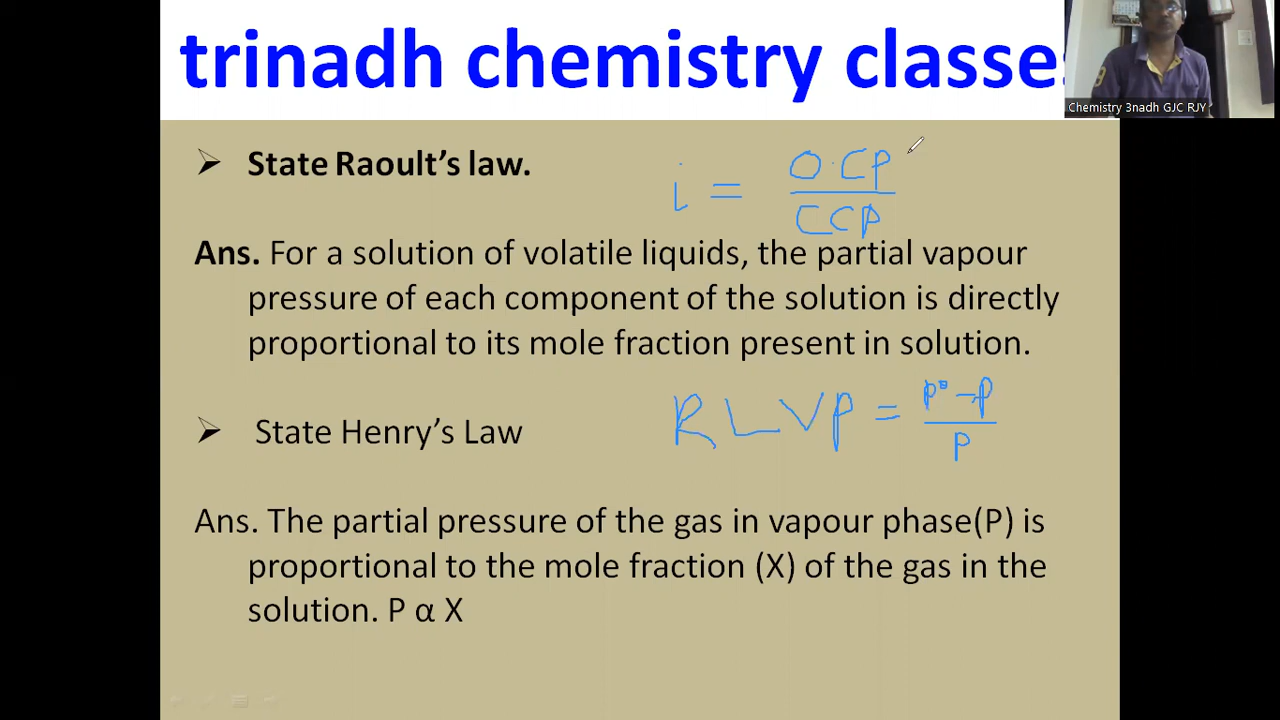 trinadh chemistry classes
Chemistry 3nadh GJC RJY
➢ State Raoult's law.
i = O.CP / CCP
Ans. For a solution of volatile liquids, the partial vapour
pressure of each component of the solution is directly
proportional to its mole fraction present in solution.
➢ State Henry's Law
RLVP = p° - p / p
Ans. The partial pressure of the gas in vapour phase(P) is
proportional to the mole fraction (X) of the gas in the
solution. P α X